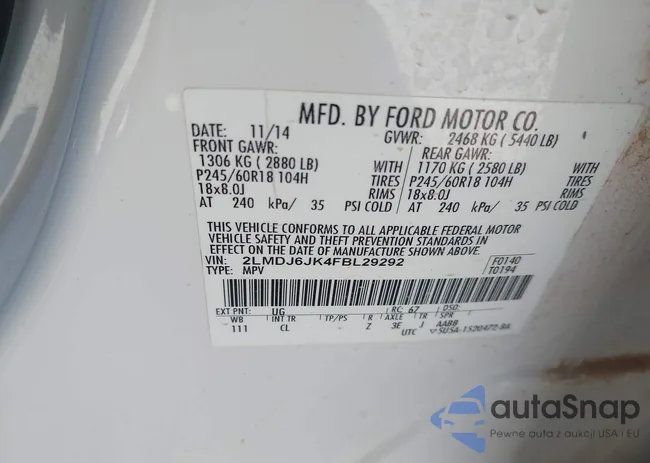 MFD. BY FORD MOTOR CO.
DATE: 11/14 GVWR: 2468 KG (5440 LB)
FRONT GAWR: REAR GAWR:
1306 KG (2880 LB) WITH 1170 KG (2580 LB) WITH
P245/60R18 104H TIRES P245/60R18 104H TIRES
18x8.0J RIMS 18x8.0J RIMS
AT 240 kPa/ 35 PSI COLD AT 240 kPa/ 35 PSI COLD
THIS VEHICLE CONFORMS TO ALL APPLICABLE FEDERAL MOTOR
VEHICLE SAFETY AND THEFT PREVENTION STANDARDS IN
EFFECT ON THE DATE OF MANUFACTURE SHOWN ABOVE.
VIN: 2LMDJ6JK4FBL29292 F0140
TYPE: MPV T0194
EXT PNT: UG RC: 67 DSO:
WB INT TR TP/PS R AXLE TR SPR
111 CL Z 3E J AABB
UTC SUSA-1520472-BA
autaSnap
Pewne auta z aukcji USA i EU